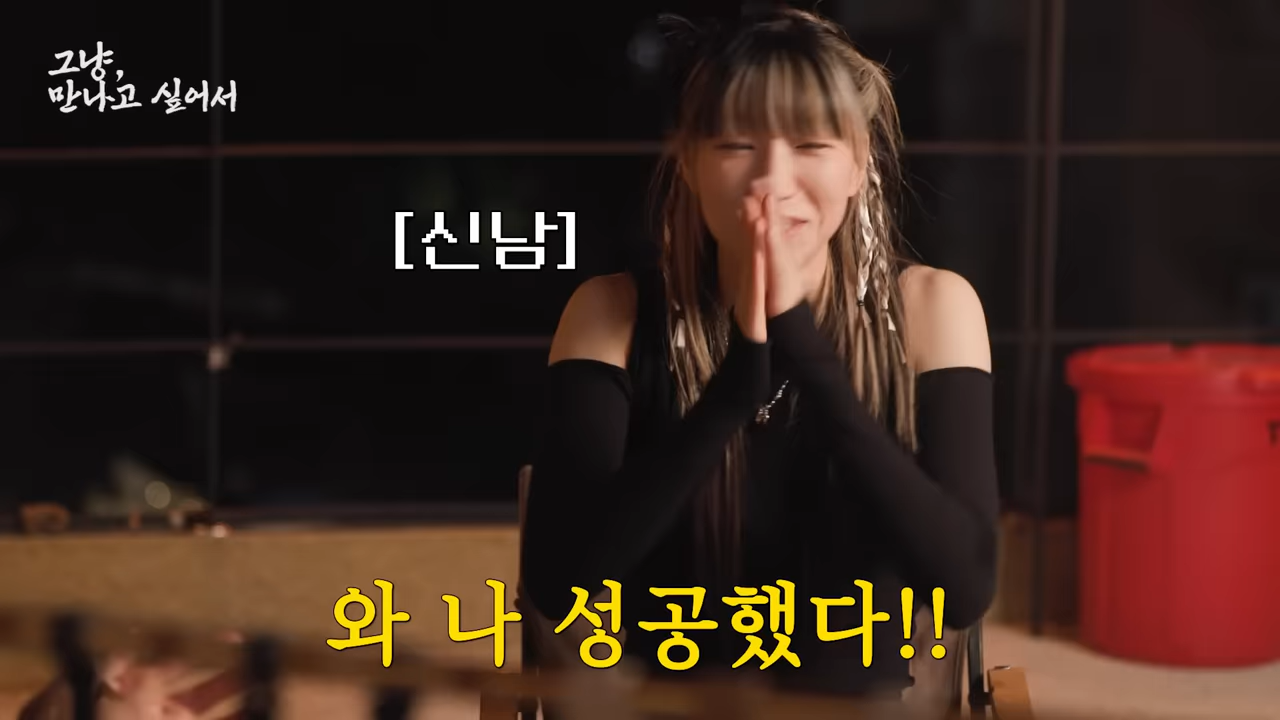 그냥,
만나고 싶어서
[신남]
와 나 성공했다!!